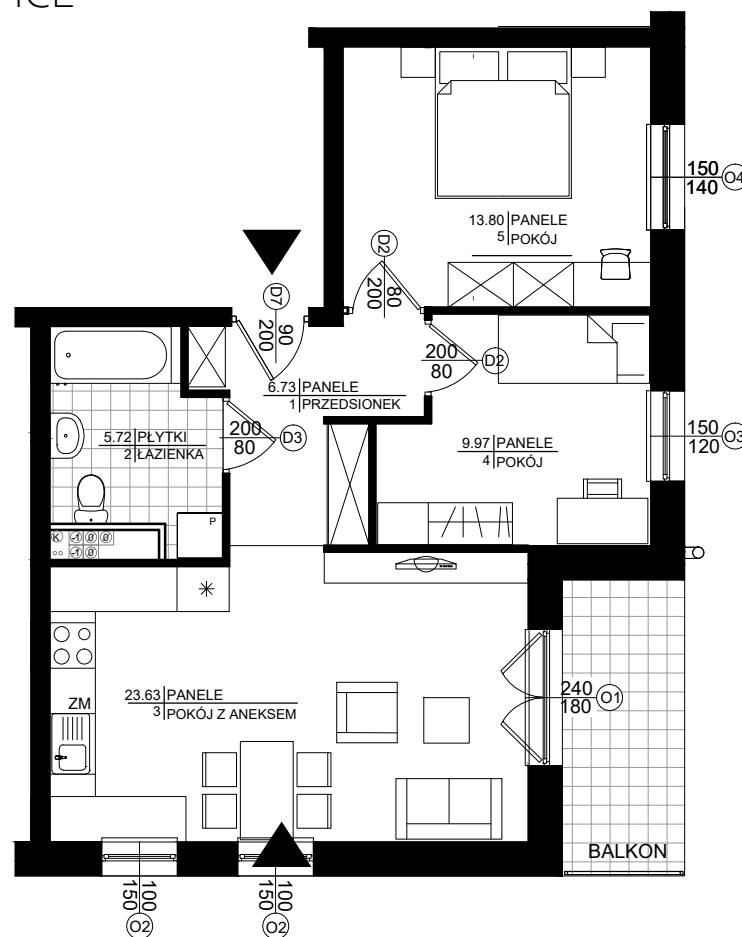 ICE
150
140 O4
13.80 PANELE
5 POKÓJ
D2
80
200
D7
90
200
200
80 D2
6.73 PANELE
1 PRZEDSIONEK
5.72 PŁYTKI
2 ŁAZIENKA
200
80 D3
9.97 PANELE
4 POKÓJ
150
120 O3
P
ZM
23.63 PANELE
3 POKÓJ Z ANEKSEM
240
180 O1
BALKON
100
150
O2
100
150
O2